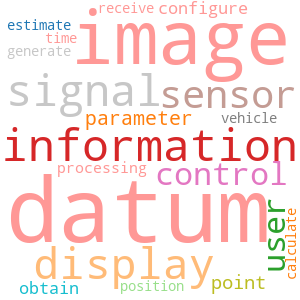 receive configure
estimate
time
generate
image
signal sensor
parameter vehicle
information
processing
control
datum
user
calculate
display
point
obtain position